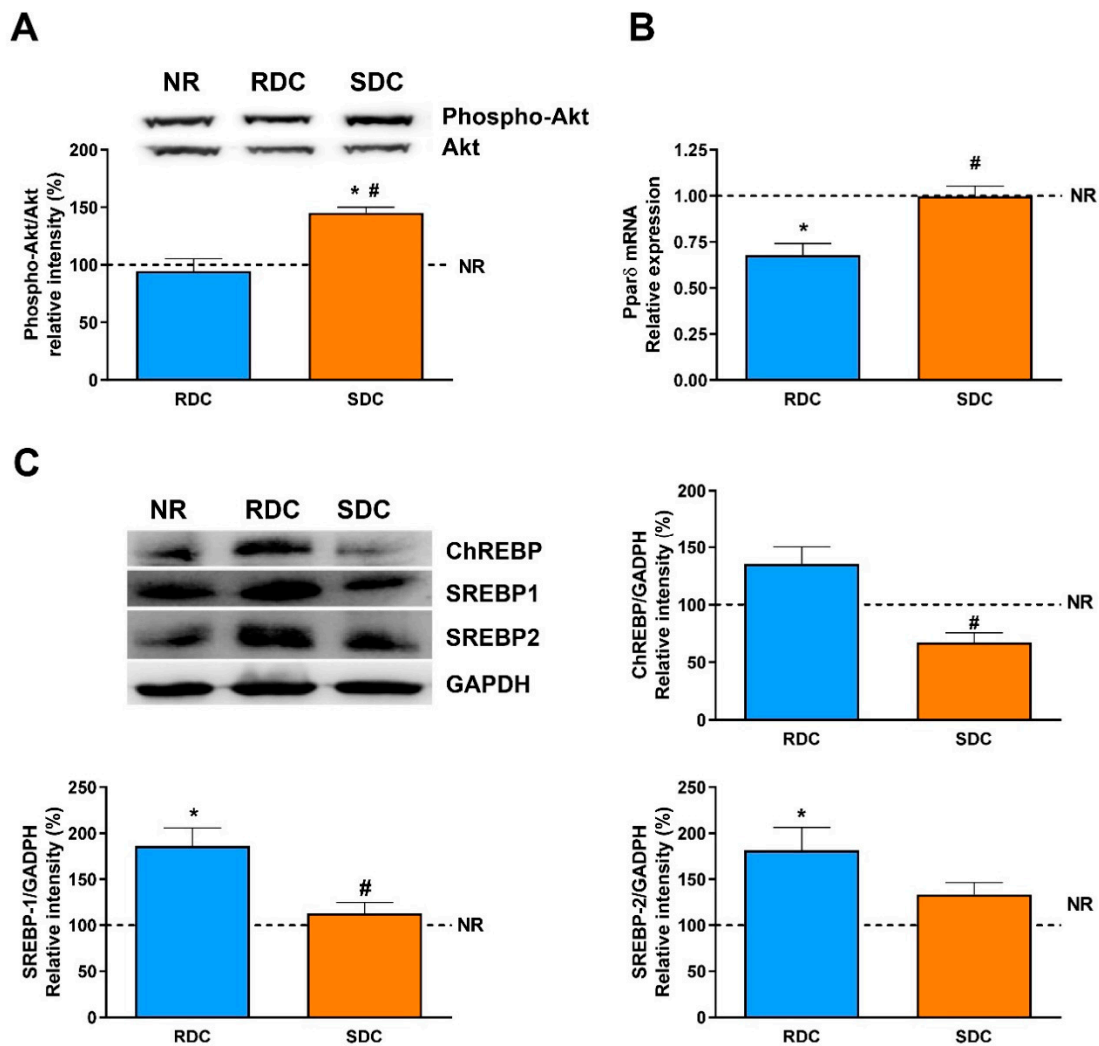 A
NR RDC SDC
Phospho-Akt
Akt
Phospho-Akt/Akt
relative intensity (%)
200
150
100
50
0
* #
NR
RDC SDC
B
Pparδ mRNA
Relative expression
1.25
1.00
0.75
0.50
0.25
0.00
*
#
NR
RDC SDC
C
NR RDC SDC
ChREBP
SREBP1
SREBP2
GAPDH
ChREBP/GADPH
Relative intensity (%)
200
150
100
50
0
#
NR
RDC SDC
SREBP-1/GADPH
Relative intensity (%)
250
200
150
100
50
0
*
#
NR
RDC SDC
SREBP-2/GADPH
Relative intensity (%)
250
200
150
100
50
0
*
NR
RDC SDC